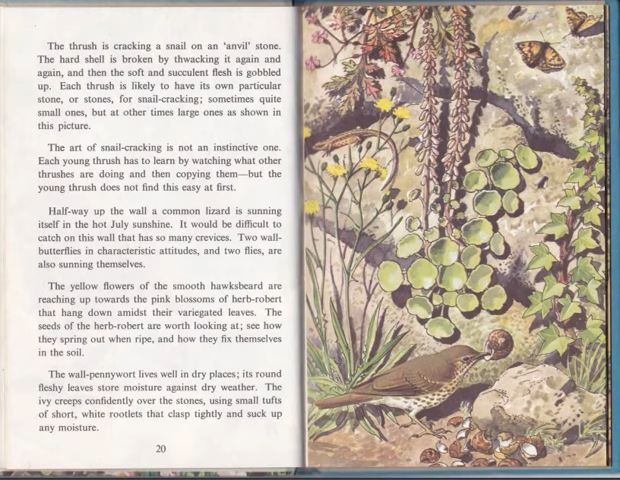 The thrush is cracking a snail on an 'anvil' stone.
The hard shell is broken by thwacking it again and
again, and then the soft and succulent flesh is gobbled
up. Each thrush is likely to have its own particular
stone, or stones, for snail-cracking; sometimes quite
small ones, but at other times large ones as shown in
this picture.
The art of snail-cracking is not an instinctive one.
Each young thrush has to learn by watching what other
thrushes are doing and then copying them—but the
young thrush does not find this easy at first.
Half-way up the wall a common lizard is sunning
itself in the hot July sunshine. It would be difficult to
catch on this wall that has so many crevices. Two wall-
butterflies in characteristic attitudes, and two flies, are
also sunning themselves.
The yellow flowers of the smooth hawksbeard are
reaching up towards the pink blossoms of herb-robert
that hang down amidst their variegated leaves. The
seeds of the herb-robert are worth looking at; see how
they spring out when ripe, and how they fix themselves
in the soil.
The wall-pennywort lives well in dry places; its round
fleshy leaves store moisture against dry weather. The
ivy creeps confidently over the stones, using small tufts
of short, white rootlets that clasp tightly and suck up
any moisture.
20